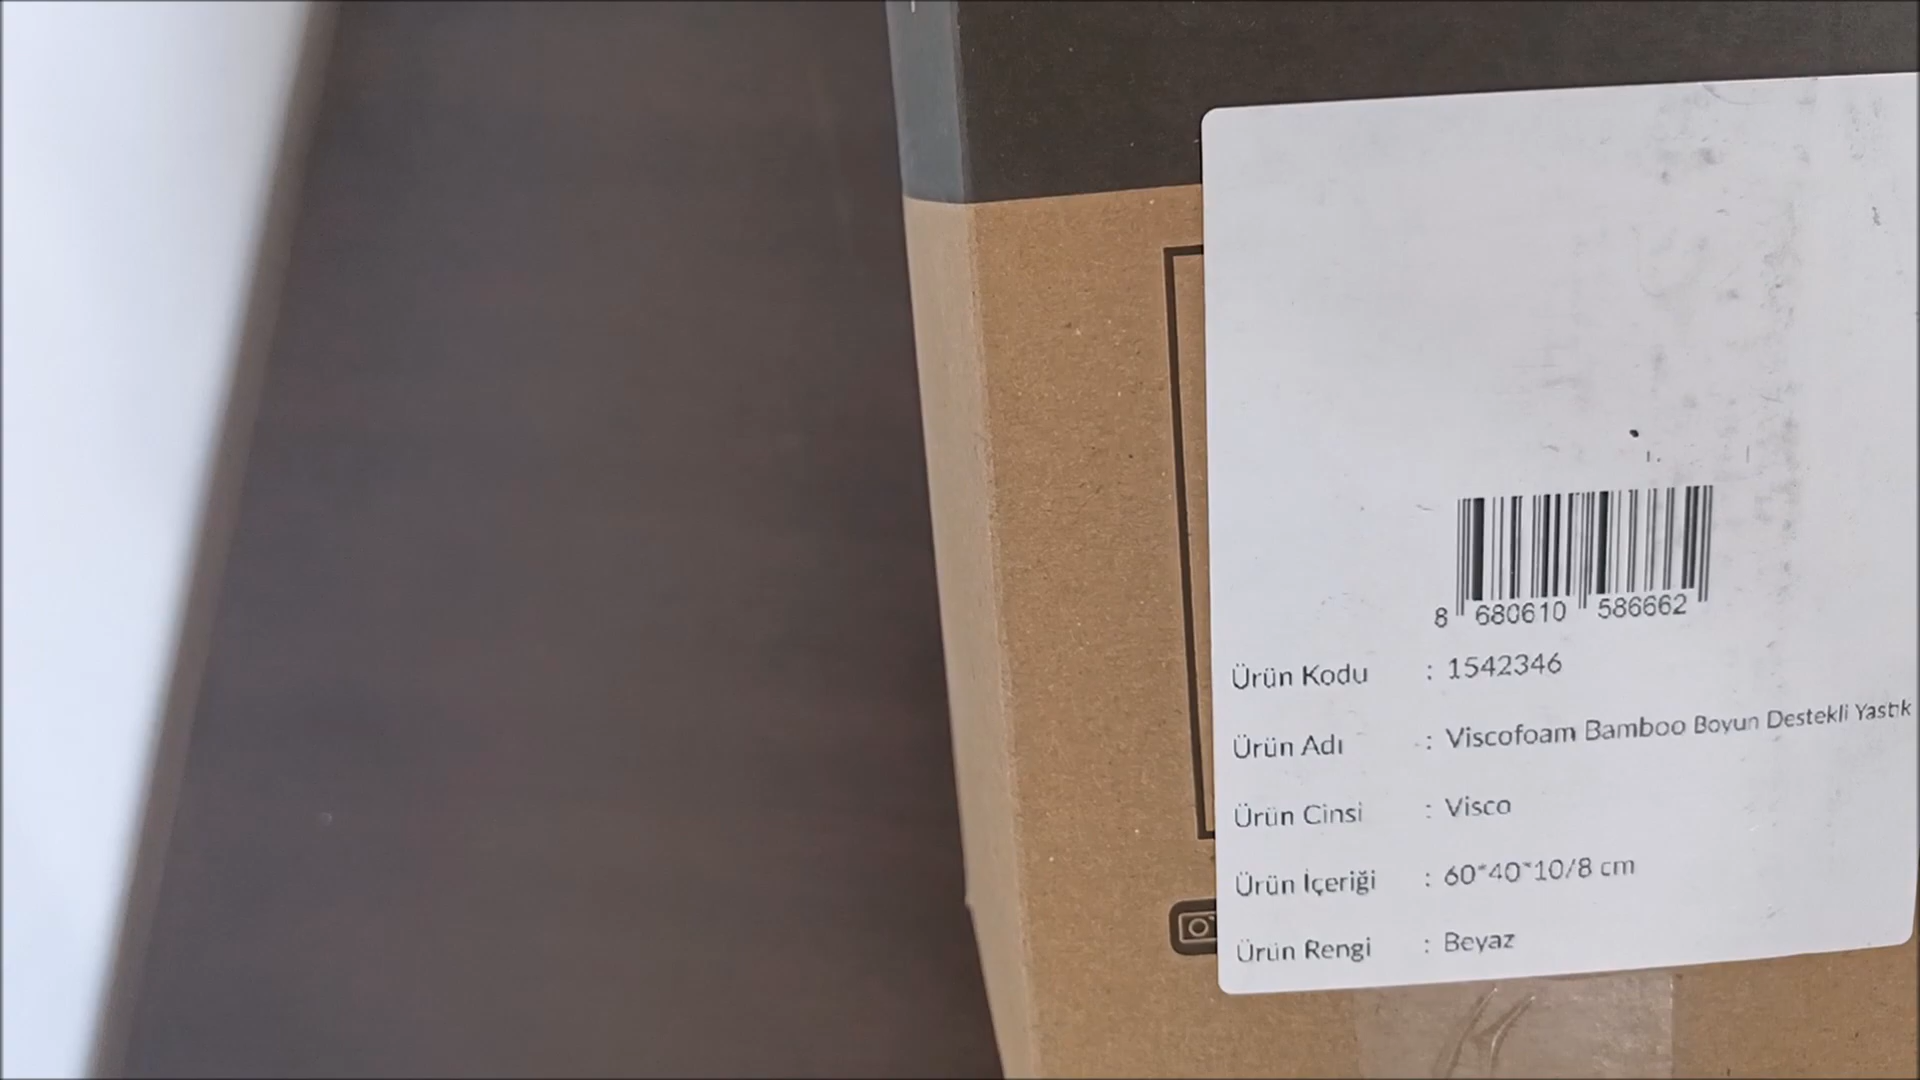 8 680610 586662
Ürün Kodu : 1542346
Ürün Adı : Viscofoam Bamboo Boyun Destekli Yastık
Ürün Cinsi : Visco
Ürün İçeriği : 60*40*10/8 cm
Ürün Rengi : Beyaz